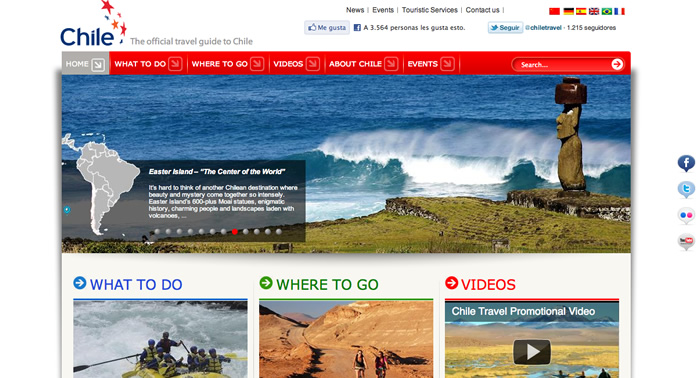 News | Events | Touristic Services | Contact us |
Chile
The official travel guide to Chile
Me gusta
A 3.564 personas les gusta esto.
Seguir
@chiletravel · 1.215 seguidores
HOME
WHAT TO DO
WHERE TO GO
VIDEOS
ABOUT CHILE
EVENTS
Search...
Easter Island – "The Center of the World"
It's hard to think of another Chilean destination where
beauty and mystery come together so intensely.
Easter Island's 600-plus Moai statues, enigmatic
history, charming people and landscapes laden with
volcanoes, ...
WHAT TO DO
WHERE TO GO
VIDEOS
Chile Travel Promotional Video